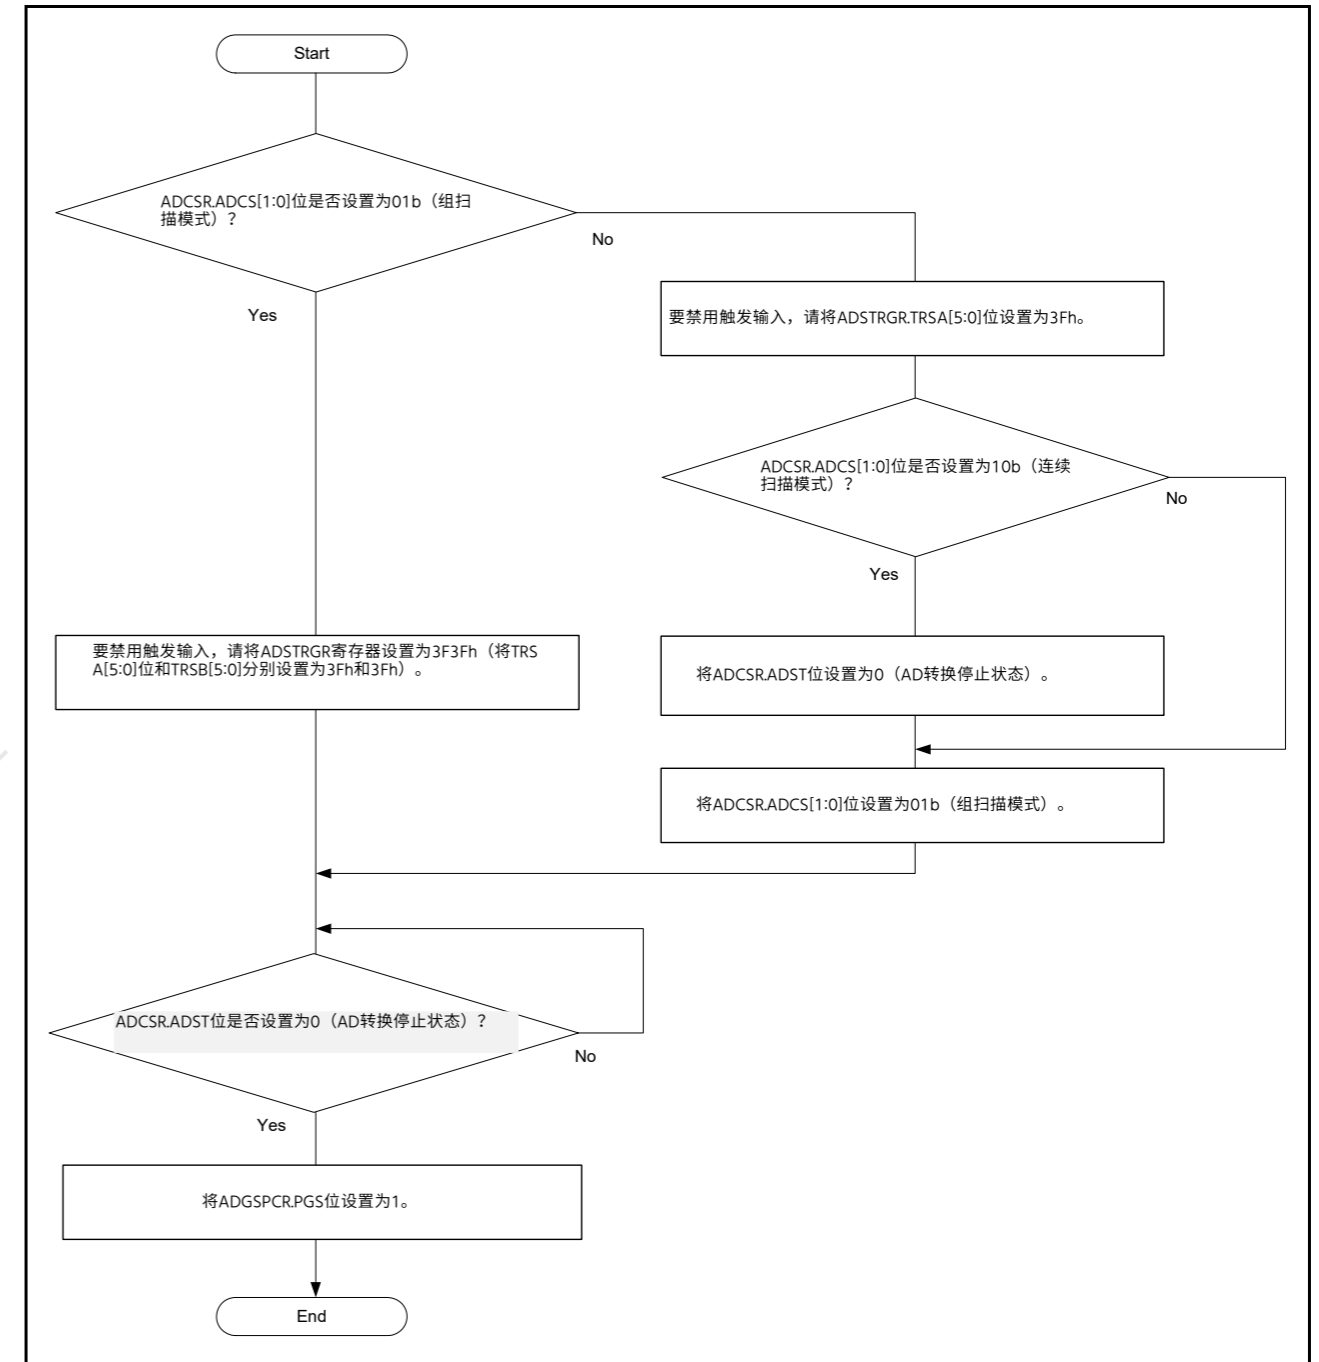 Start
ADCSR.ADCS[1:0]位是否设置为01b（组扫
描模式）？
No
Yes
要禁用触发输入，请将ADSTRGR.TRSA[5:0]位设置为3Fh。
ADCSR.ADCS[1:0]位是否设置为10b（连续
扫描模式）？
No
Yes
要禁用触发输入，请将ADSTRGR寄存器设置为3F3Fh（将TRS
A[5:0]位和TRSB[5:0]分别设置为3Fh和3Fh）。
将ADCSR.ADST位设置为0（AD转换停止状态）。
将ADCSR.ADCS[1:0]位设置为01b（组扫描模式）。
ADCSR.ADST位是否设置为0（AD转换停止状态）？
No
Yes
将ADGSPCR.PGS位设置为1。
End